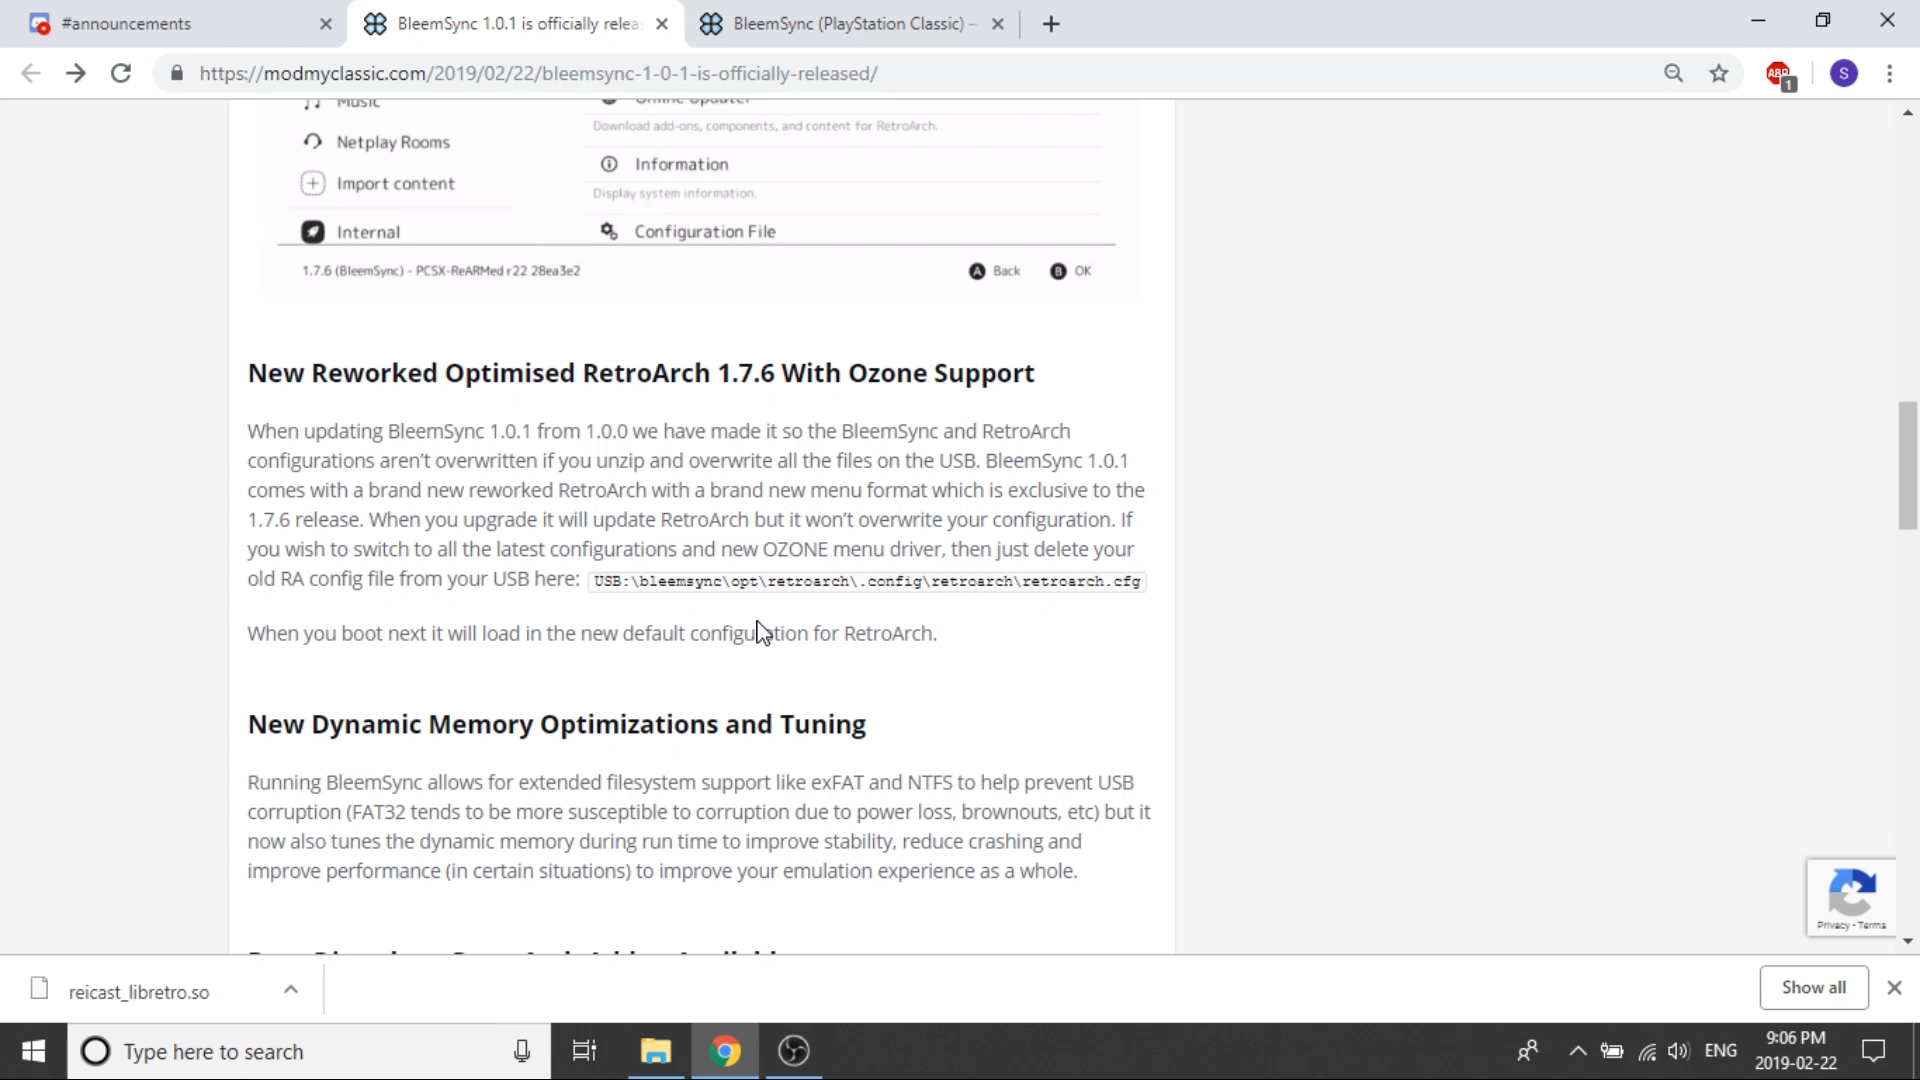 #announcements
BleemSync 1.0.1 is officially relea
BleemSync (PlayStation Classic) –
https://modmyclassic.com/2019/02/22/bleemsync-1-0-1-is-officially-released/
ABP
1
S
Music
Online Updater
Download add-ons, components, and content for RetroArch.
Netplay Rooms
Information
Import content
Display system information.
Internal
Configuration File
1.7.6 (BleemSync) - PCSX-ReARMed r22 28ea3e2
A Back
B OK
New Reworked Optimised RetroArch 1.7.6 With Ozone Support
When updating BleemSync 1.0.1 from 1.0.0 we have made it so the BleemSync and RetroArch
configurations aren't overwritten if you unzip and overwrite all the files on the USB. BleemSync 1.0.1
comes with a brand new reworked RetroArch with a brand new menu format which is exclusive to the
1.7.6 release. When you upgrade it will update RetroArch but it won't overwrite your configuration. If
you wish to switch to all the latest configurations and new OZONE menu driver, then just delete your
old RA config file from your USB here: USB:\bleemsync\opt\retroarch\.config\retroarch\retroarch.cfg
When you boot next it will load in the new default configuration for RetroArch.
New Dynamic Memory Optimizations and Tuning
Running BleemSync allows for extended filesystem support like exFAT and NTFS to help prevent USB
corruption (FAT32 tends to be more susceptible to corruption due to power loss, brownouts, etc) but it
now also tunes the dynamic memory during run time to improve stability, reduce crashing and
improve performance (in certain situations) to improve your emulation experience as a whole.
Privacy - Terms
reicast_libretro.so
Show all
Type here to search
ENG
9:06 PM
2019-02-22